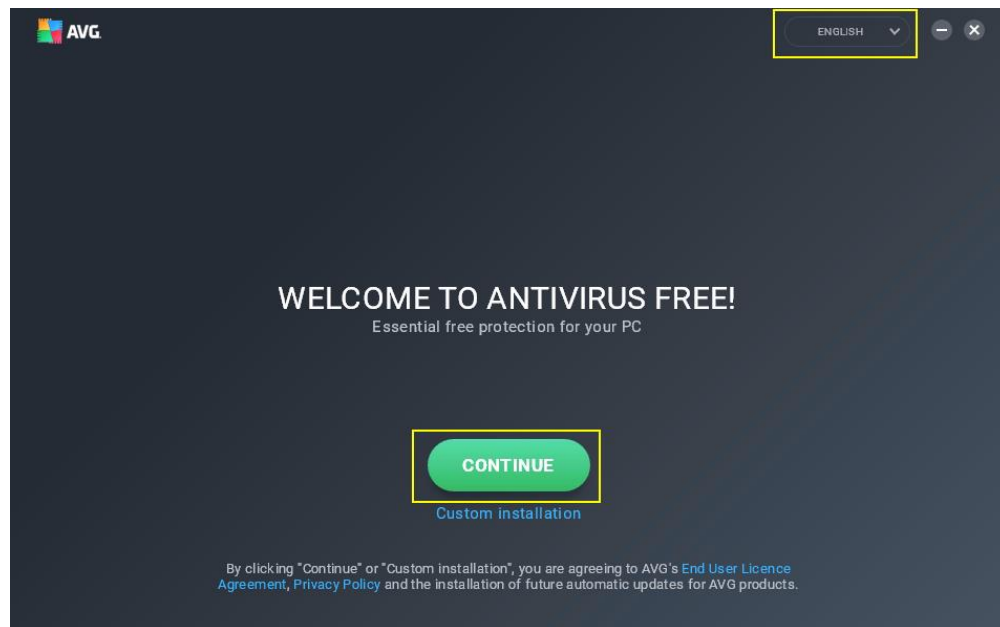 AVG
ENGLISH
WELCOME TO ANTIVIRUS FREE!
Essential free protection for your PC
CONTINUE
Custom installation
By clicking "Continue" or "Custom installation", you are agreeing to AVG's End User Licence
Agreement, Privacy Policy and the installation of future automatic updates for AVG products.